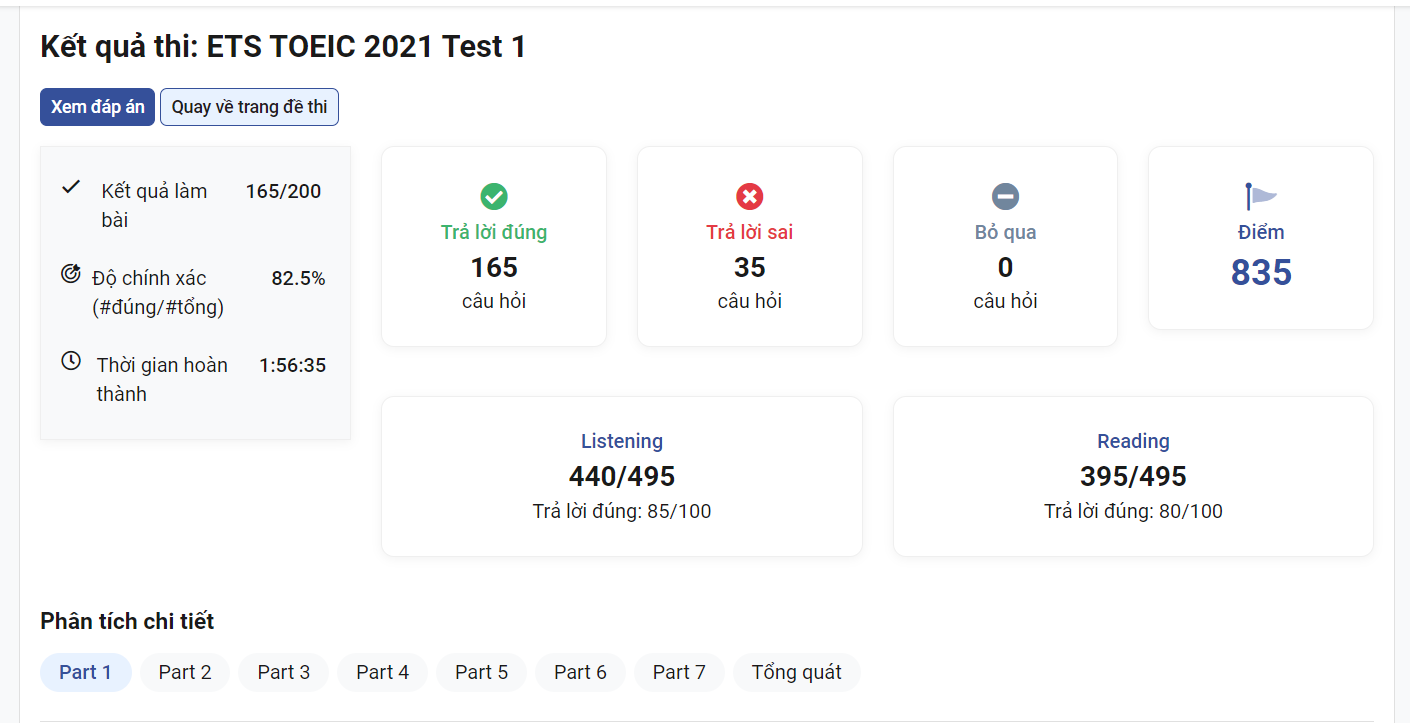 Kết quả thi: ETS TOEIC 2021 Test 1
Xem đáp án
Quay về trang đề thi
Kết quả làm
bài
165/200
Độ chính xác
(#đúng/#tổng)
82.5%
Thời gian hoàn
thành
1:56:35
Trả lời đúng
165
câu hỏi
Trả lời sai
35
câu hỏi
Bỏ qua
0
câu hỏi
Điểm
835
Listening
440/495
Trả lời đúng: 85/100
Reading
395/495
Trả lời đúng: 80/100
Phân tích chi tiết
Part 1
Part 2
Part 3
Part 4
Part 5
Part 6
Part 7
Tổng quát